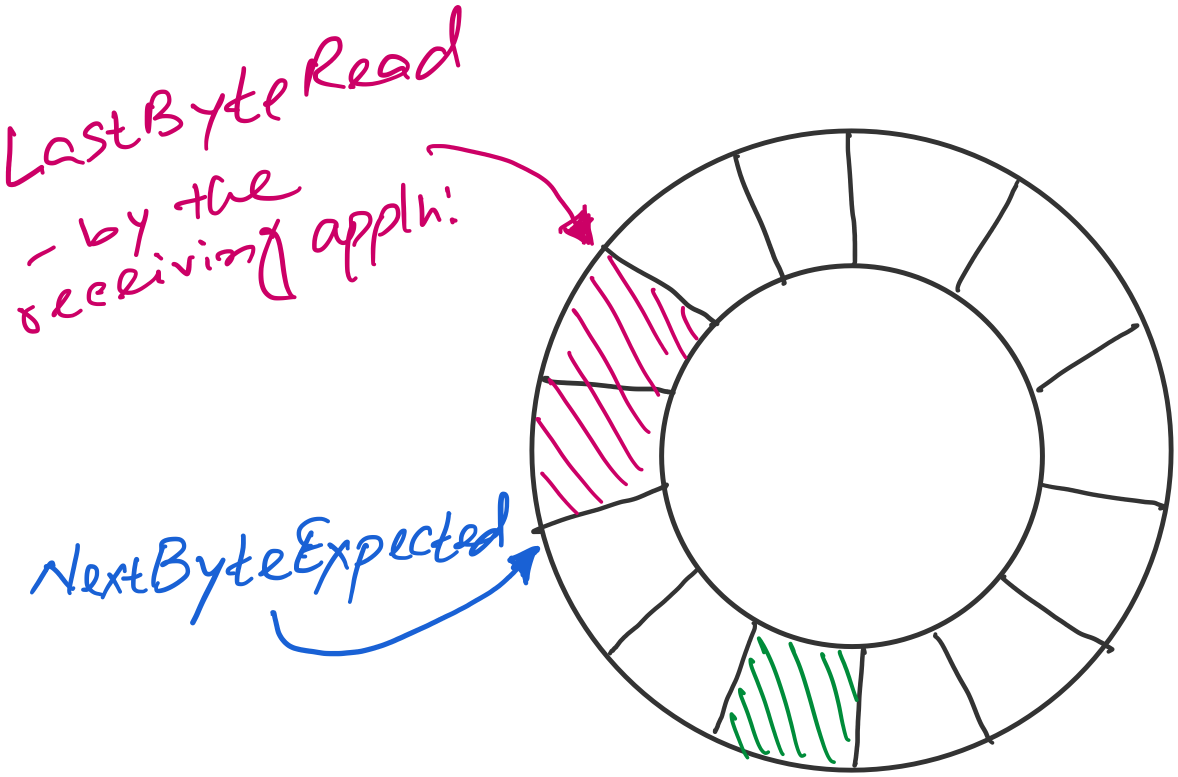 LastByteRead
- by the
receiving appln:
NextByteExpected